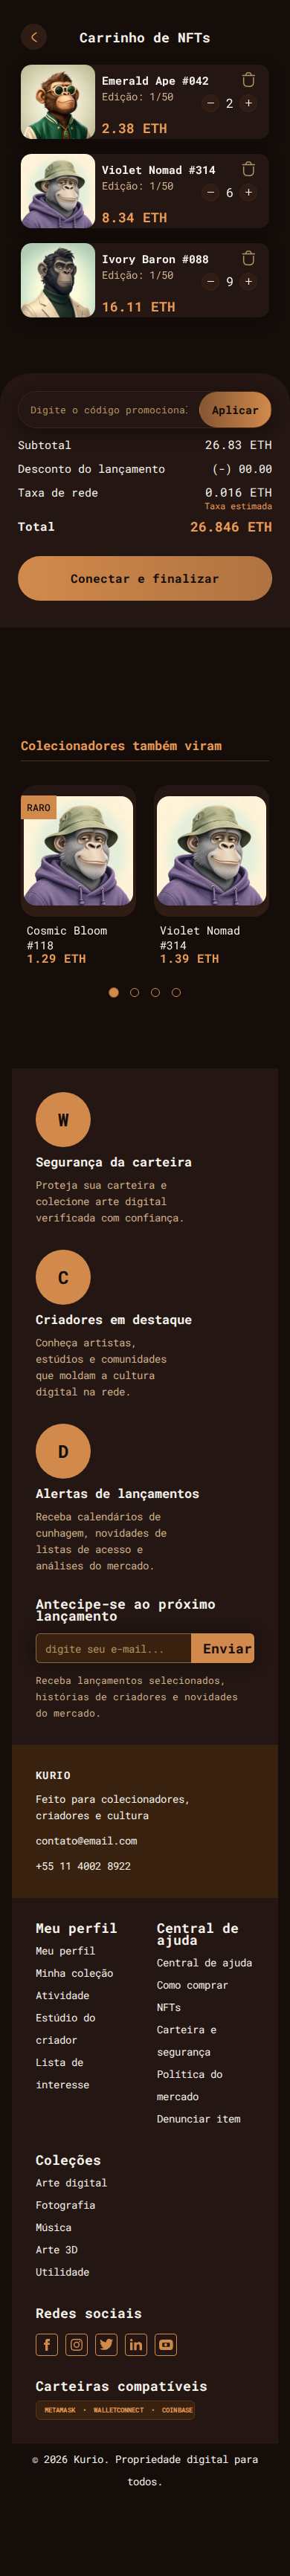 Carrinho de NFTs
Emerald Ape #042
Edição: 1/50
2
2.38 ETH
Violet Nomad #314
Edição: 1/50
6
8.34 ETH
Ivory Baron #088
Edição: 1/50
9
16.11 ETH
Digite o código promocional
Aplicar
Subtotal 26.83 ETH
Desconto do lançamento (-) 00.00
Taxa de rede 0.016 ETH
Taxa estimada
Total 26.846 ETH
Conectar e finalizar
Colecionadores também viram
RARO
Cosmic Bloom
#118
1.29 ETH
Violet Nomad
#314
1.39 ETH
W
Segurança da carteira
Proteja sua carteira e
colecione arte digital
verificada com confiança.
C
Criadores em destaque
Conheça artistas,
estúdios e comunidades
que moldam a cultura
digital na rede.
D
Alertas de lançamentos
Receba calendários de
cunhagem, novidades de
listas de acesso e
análises do mercado.
Antecipe-se ao próximo
lançamento
digite seu e-mail...
Enviar
Receba lançamentos selecionados,
histórias de criadores e novidades
do mercado.
KURIO
Feito para colecionadores,
criadores e cultura
contato@email.com
+55 11 4002 8922
Meu perfil
Meu perfil
Minha coleção
Atividade
Estúdio do
criador
Lista de
interesse
Central de
ajuda
Central de ajuda
Como comprar
NFTs
Carteira e
segurança
Política do
mercado
Denunciar item
Coleções
Arte digital
Fotografia
Música
Arte 3D
Utilidade
Redes sociais
Carteiras compatíveis
METAMASK • WALLETCONNECT • COINBASE
© 2026 Kurio. Propriedade digital para
todos.